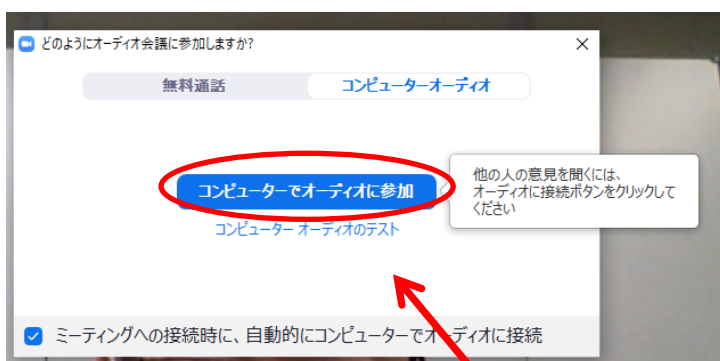 どのようにオーディオ会議に参加しますか?
無料通話
コンピューターオーディオ
コンピューターでオーディオに参加
他の人の意見を聞くには、
オーディオに接続ボタンをクリックして
ください
コンピューター オーディオのテスト
ミーティングへの接続時に、自動的にコンピューターでオーディオに接続